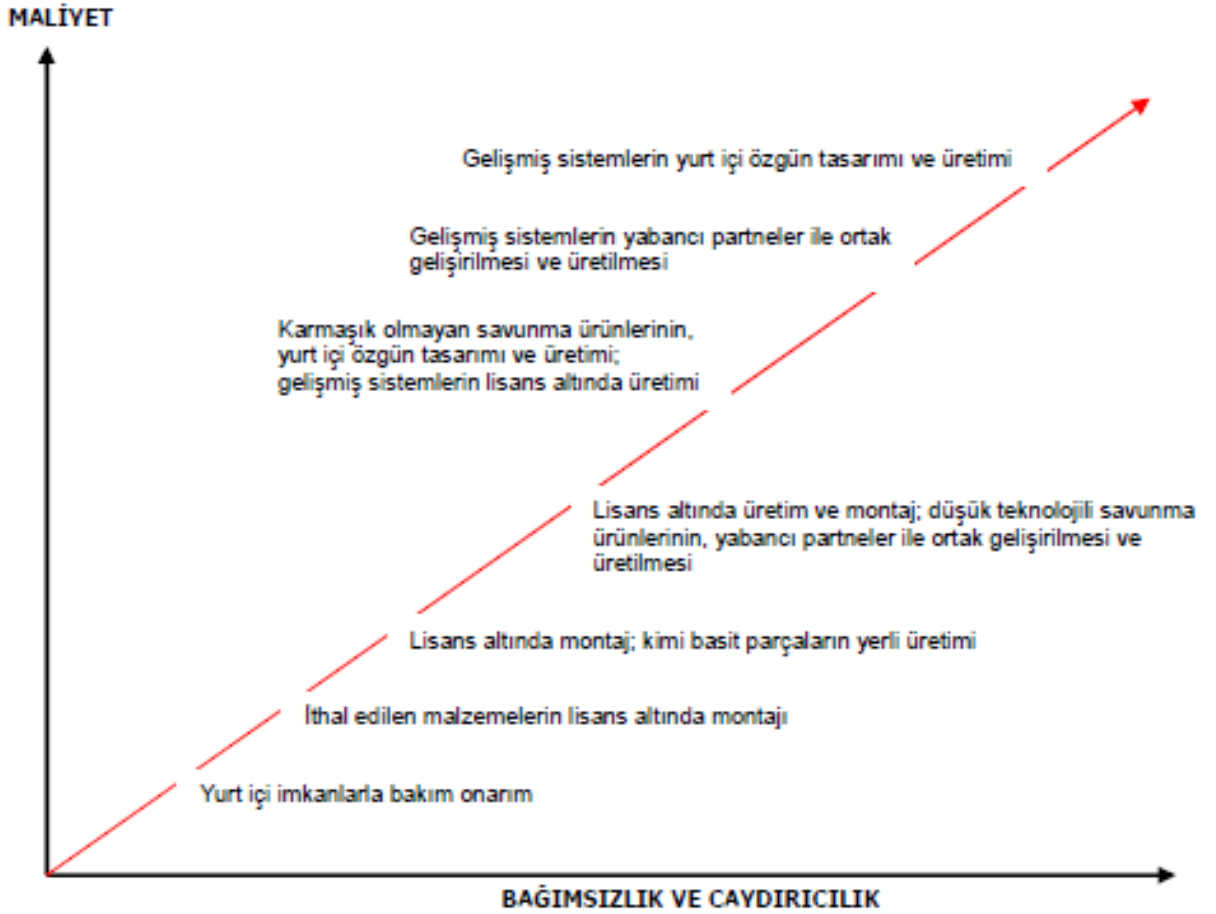 MALİYET
Gelişmiş sistemlerin yurt içi özgün tasarımı ve üretimi
Gelişmiş sistemlerin yabancı partneler ile ortak
gelişirilmesi ve üretilmesi
Karmaşık olmayan savunma ürünlerinin,
yurt içi özgün tasarımı ve üretimi;
gelişmiş sistemlerin lisans altında üretimi
Lisans altında üretim ve montaj; düşük teknolojili savunma
ürünlerinin, yabancı partneler ile ortak gelişirilmesi ve
üretilmesi
Lisans altında montaj; kimi basit parçaların yerli üretimi
İthal edilen malzemelerin lisans altında montajı
Yurt içi imkanlarla bakım onarım
BAĞIMSIZLIK VE CAYDIRICILIK